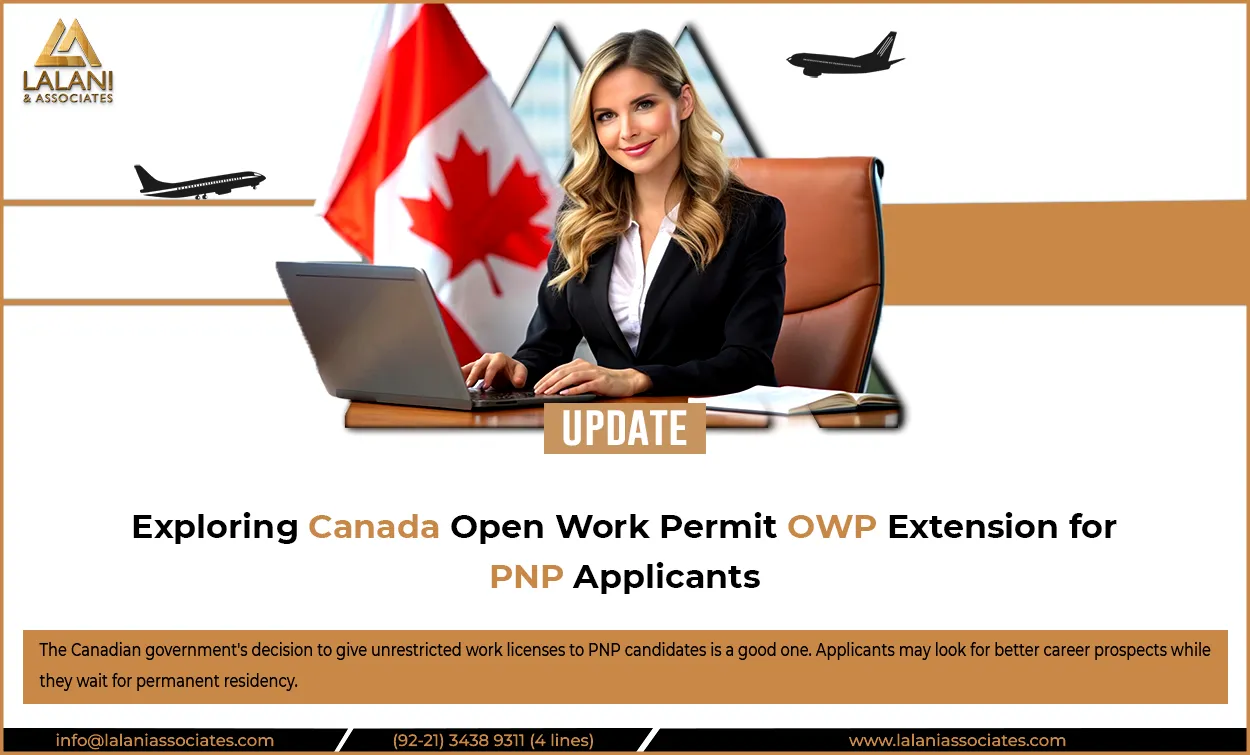 LALANI
& ASSOCIATES
UPDATE
Exploring Canada Open Work Permit OWP Extension for
PNP Applicants
The Canadian government's decision to give unrestricted work licenses to PNP candidates is a good one. Applicants may look for better career prospects while
they wait for permanent residency.
info@lalaniassociates.com
(92-21) 3438 9311 (4 lines)
www.lalaniassociates.com